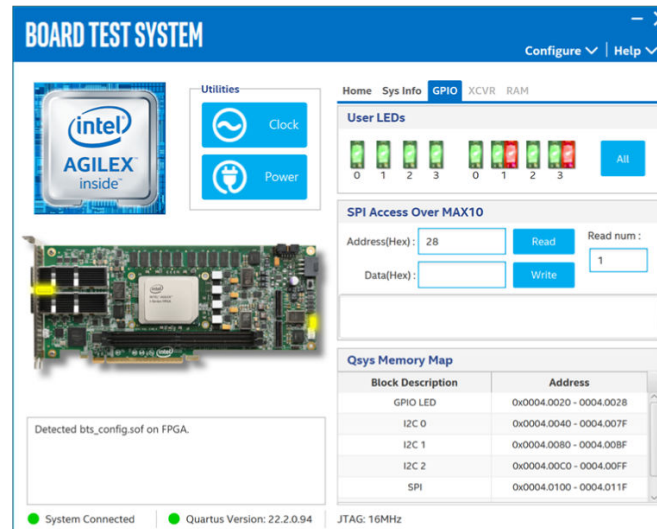 BOARD TEST SYSTEM
Configure | Help
intel
AGILEX
inside
Utilities
Clock
Power
Home Sys Info GPIO XCVR RAM
User LEDs
0 1 2 3 0 1 2 3
All
SPI Access Over MAX10
Address(Hex) : 28 Read Read num :
1
Data(Hex) : Write
Qsys Memory Map
Block Description Address
GPIO LED 0x0004.0020 - 0004.0028
I2C 0 0x0004.0040 - 0004.007F
I2C 1 0x0004.0080 - 0004.00BF
I2C 2 0x0004.00C0 - 0004.00FF
SPI 0x0004.0100 - 0004.011F
Detected bts_config.sof on FPGA.
System Connected Quartus Version: 22.2.0.94 JTAG: 16MHz